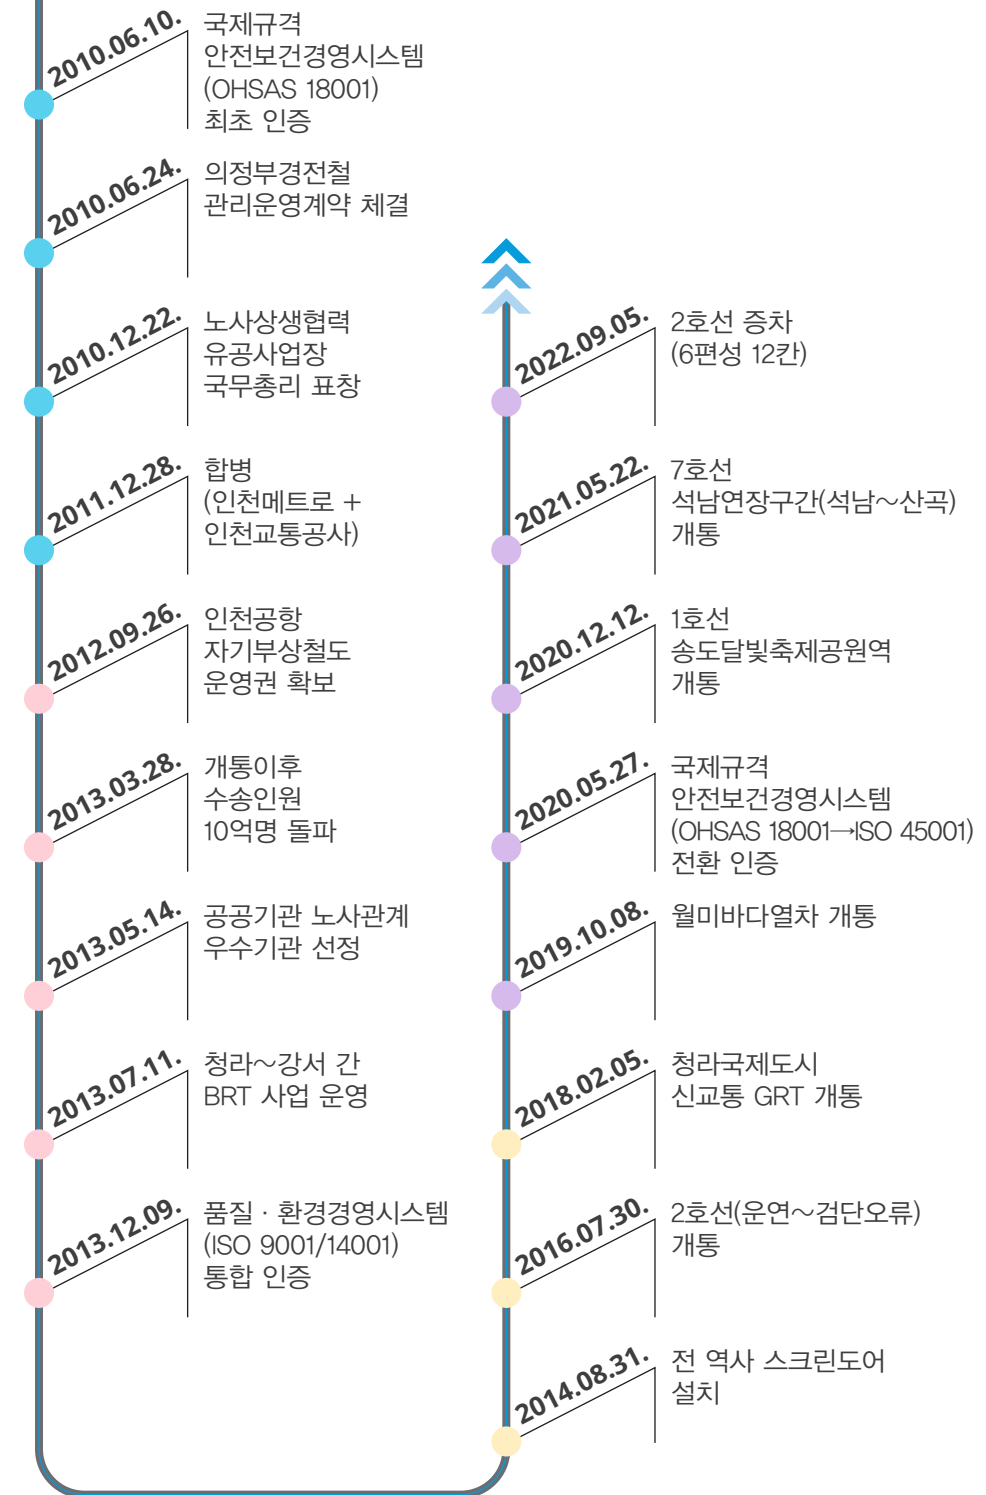 2010.06.10.
국제규격
안전보건경영시스템
(OHSAS 18001)
최초 인증
2010.06.24.
의정부경전철
관리운영계약 체결
2010.12.22.
노사상생협력
유공사업장
국무총리 표창
2011.12.28.
합병
(인천메트로 +
인천교통공사)
2012.09.26.
인천공항
자기부상철도
운영권 확보
2013.03.28.
개통이후
수송인원
10억명 돌파
2013.05.14.
공공기관 노사관계
우수기관 선정
2013.07.11.
청라～강서 간
BRT 사업 운영
2013.12.09.
품질 · 환경경영시스템
(ISO 9001/14001)
통합 인증
2014.08.31.
전 역사 스크린도어
설치
2016.07.30.
2호선(운연～검단오류)
개통
2018.02.05.
청라국제도시
신교통 GRT 개통
2019.10.08.
월미바다열차 개통
2020.05.27.
국제규격
안전보건경영시스템
(OHSAS 18001→ISO 45001)
전환 인증
2020.12.12.
1호선
송도달빛축제공원역
개통
2021.05.22.
7호선
석남연장구간(석남～산곡)
개통
2022.09.05.
2호선 증차
(6편성 12칸)